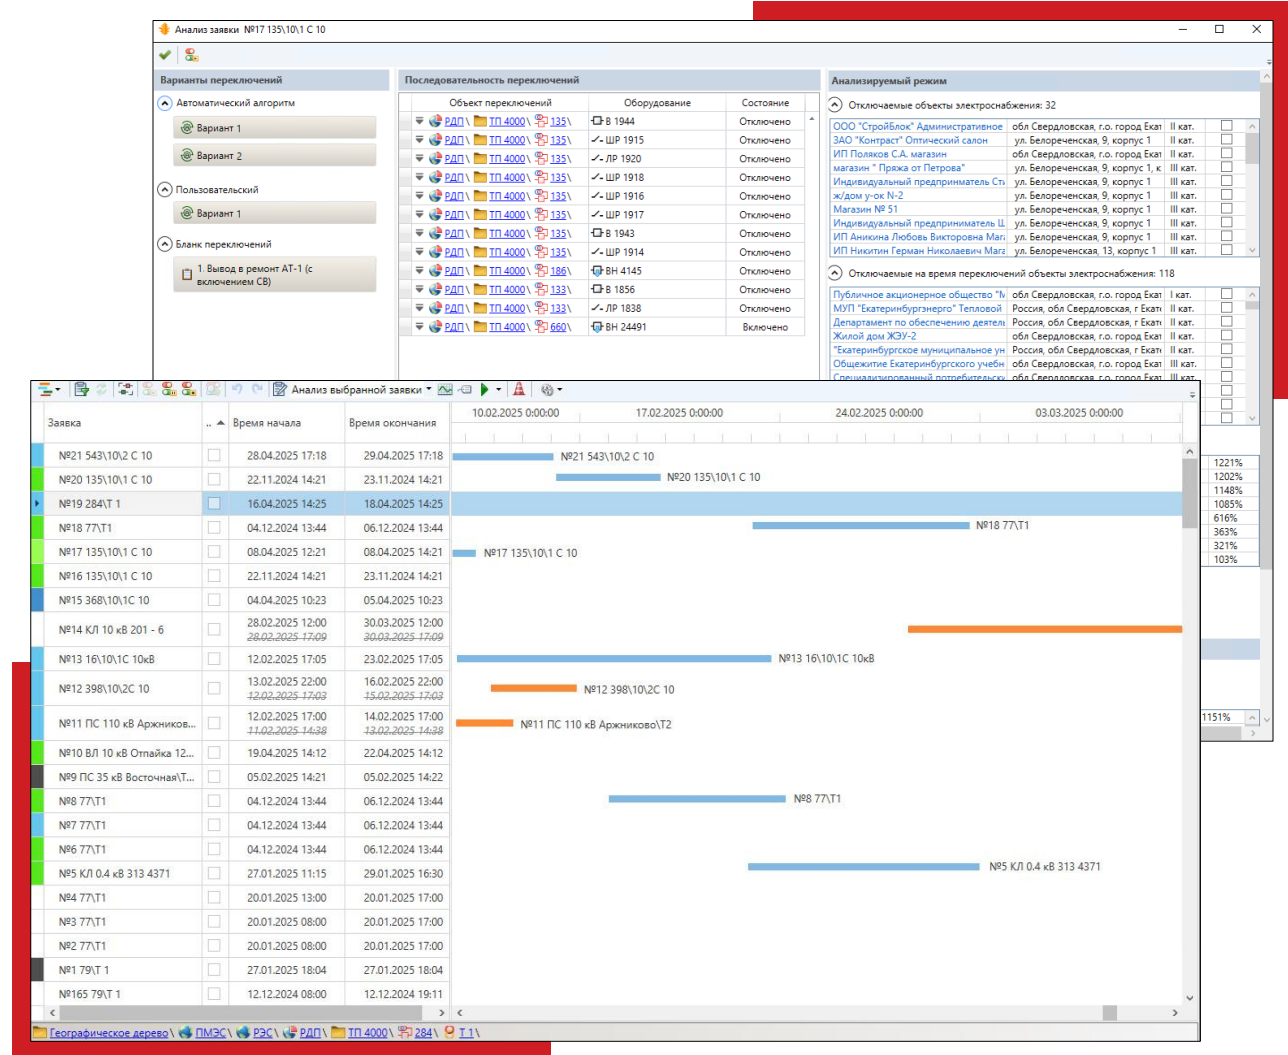 Анализ заявки №17 135\10\1 С 10
Варианты переключений
Автоматический алгоритм
Вариант 1
Вариант 2
Пользовательский
Вариант 1
Бланк переключений
1. Вывод в ремонт АТ-1 (с
включением СВ)
Последовательность переключений
Объект переключений Оборудование Состояние
РДП\ ТП 4000\ 135\ В 1944 Отключено
РДП\ ТП 4000\ 135\ ШР 1915 Отключено
РДП\ ТП 4000\ 135\ ЛР 1920 Отключено
РДП\ ТП 4000\ 135\ ШР 1918 Отключено
РДП\ ТП 4000\ 135\ ШР 1916 Отключено
РДП\ ТП 4000\ 135\ ШР 1917 Отключено
РДП\ ТП 4000\ 135\ В 1943 Отключено
РДП\ ТП 4000\ 135\ ШР 1914 Отключено
РДП\ ТП 4000\ 186\ ВН 4145 Отключено
РДП\ ТП 4000\ 133\ В 1856 Отключено
РДП\ ТП 4000\ 133\ ЛР 1838 Отключено
РДП\ ТП 4000\ 660\ ВН 24491 Включено
Анализируемый режим
Отключаемые объекты электроснабжения: 32
ООО "СтройБлок" Административное обл Свердловская, г.о. город Екат II кат.
ЗАО "Контраст" Оптический салон ул. Белореченская, 9, корпус 1 II кат.
ИП Поляков С.А. магазин обл Свердловская, г.о. город Екат II кат.
магазин " Пряжа от Петрова" ул. Белореченская, 9, корпус 1, к III кат.
Индивидуальный предпринматель Сти ул. Белореченская, 9, корпус 1 III кат.
ж/дом у-ок N-2 ул. Белореченская, 9, корпус 1 III кат.
Магазин № 51 ул. Белореченская, 9, корпус 1 III кат.
Индивидуальный предприниматель Ш ул. Белореченская, 9, корпус 1 III кат.
ИП Аникина Любовь Викторовна Мага ул. Белореченская, 9, корпус 1 III кат.
ИП Никитин Герман Николаевич Мага ул. Белореченская, 13, корпус 1 III кат.
Отключаемые на время переключений объекты электроснабжения: 118
Публичное акционерное общество "М обл Свердловская, г.о. город Екат I кат.
МУП "Екатеринбургэнерго" Тепловой Россия, обл Свердловская, г Екате II кат.
Департамент по обеспечению деятель Россия, обл Свердловская, г Екате II кат.
Жилой дом ЖЭУ-2 обл Свердловская, г.о. город Екат II кат.
"Екатеринбургское муниципальное ун Россия, обл Свердловская, г Екате II кат.
Общежитие Екатеринбургского учебн обл Свердловская, г.о. город Екат II кат.
Специализированный потребительски обл Свердловская, г.о. город Екат III кат.
1221%
1202%
1148%
1085%
616%
363%
321%
103%
1151%
Анализ выбранной заявки
Заявка .. Время начала Время окончания
10.02.2025 0:00:00 17.02.2025 0:00:00 24.02.2025 0:00:00 03.03.2025 0:00:00
№21 543\10\2 С 10 28.04.2025 17:18 29.04.2025 17:18 №21 543\10\2 С 10
№20 135\10\1 С 10 22.11.2024 14:21 23.11.2024 14:21 №20 135\10\1 С 10
№19 284\Т 1 16.04.2025 14:25 18.04.2025 14:25
№18 77\Т1 04.12.2024 13:44 06.12.2024 13:44 №18 77\Т1
№17 135\10\1 С 10 08.04.2025 12:21 08.04.2025 14:21 №17 135\10\1 С 10
№16 135\10\1 С 10 22.11.2024 14:21 23.11.2024 14:21
№15 368\10\1С 10 04.04.2025 10:23 05.04.2025 10:23
№14 КЛ 10 кВ 201 - 6 28.02.2025 12:00 30.03.2025 12:00
28.02.2025 17:09 30.03.2025 17:09
№13 16\10\1С 10кВ 12.02.2025 17:05 23.02.2025 17:05 №13 16\10\1С 10кВ
№12 398\10\2С 10 13.02.2025 22:00 16.02.2025 22:00 №12 398\10\2С 10
12.02.2025 17:03 15.02.2025 17:03
№11 ПС 110 кВ Аржников... 12.02.2025 17:00 14.02.2025 17:00 №11 ПС 110 кВ Аржниково\Т2
11.02.2025 14:38 13.02.2025 14:38
№10 ВЛ 10 кВ Отпайка 12... 19.04.2025 14:12 22.04.2025 14:12
№9 ПС 35 кВ Восточная\Т... 05.02.2025 14:21 05.02.2025 14:22
№8 77\Т1 04.12.2024 13:44 06.12.2024 13:44 №8 77\Т1
№7 77\Т1 04.12.2024 13:44 06.12.2024 13:44
№6 77\Т1 04.12.2024 13:44 06.12.2024 13:44
№5 КЛ 0.4 кВ 313 4371 27.01.2025 11:15 29.01.2025 16:30 №5 КЛ 0.4 кВ 313 4371
№4 77\Т1 20.01.2025 13:00 20.01.2025 17:00
№3 77\Т1 20.01.2025 08:00 20.01.2025 17:00
№2 77\Т1 20.01.2025 08:00 20.01.2025 17:00
№1 79\Т 1 27.01.2025 18:04 27.01.2025 18:04
№165 79\Т 1 12.12.2024 08:00 12.12.2024 19:11
Географическое дерево\ ПМЭС\ РЭС\ РДП\ ТП 4000\ 284\ Т 1\